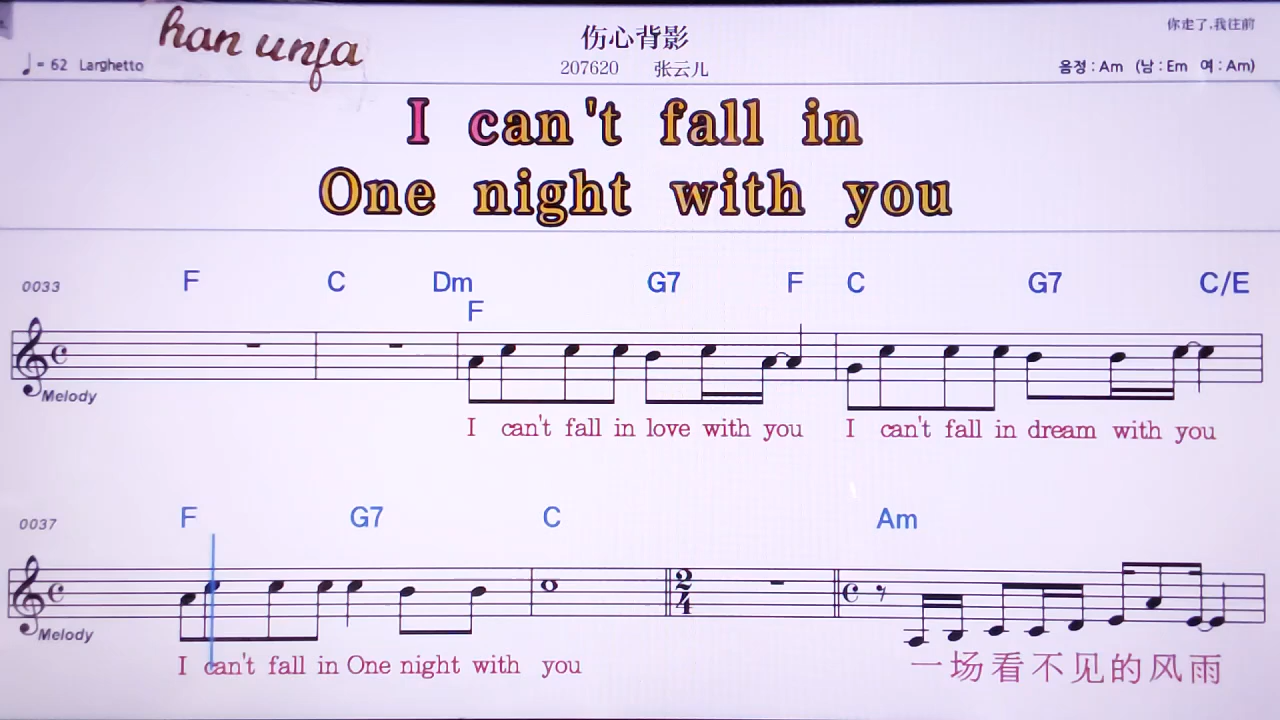 han unfa
伤心背影
你走了,我往前
♩= 62 Larghetto
207620 张云儿
음정 : Am (남 : Em 여 : Am)
I can't fall in
One night with you
0033 F C Dm G7 F C G7 C/E
F
Melody
I can't fall in love with you I can't fall in dream with you
0037 F G7 C Am
2
4
Melody
I can't fall in One night with you 一场看不见的风雨